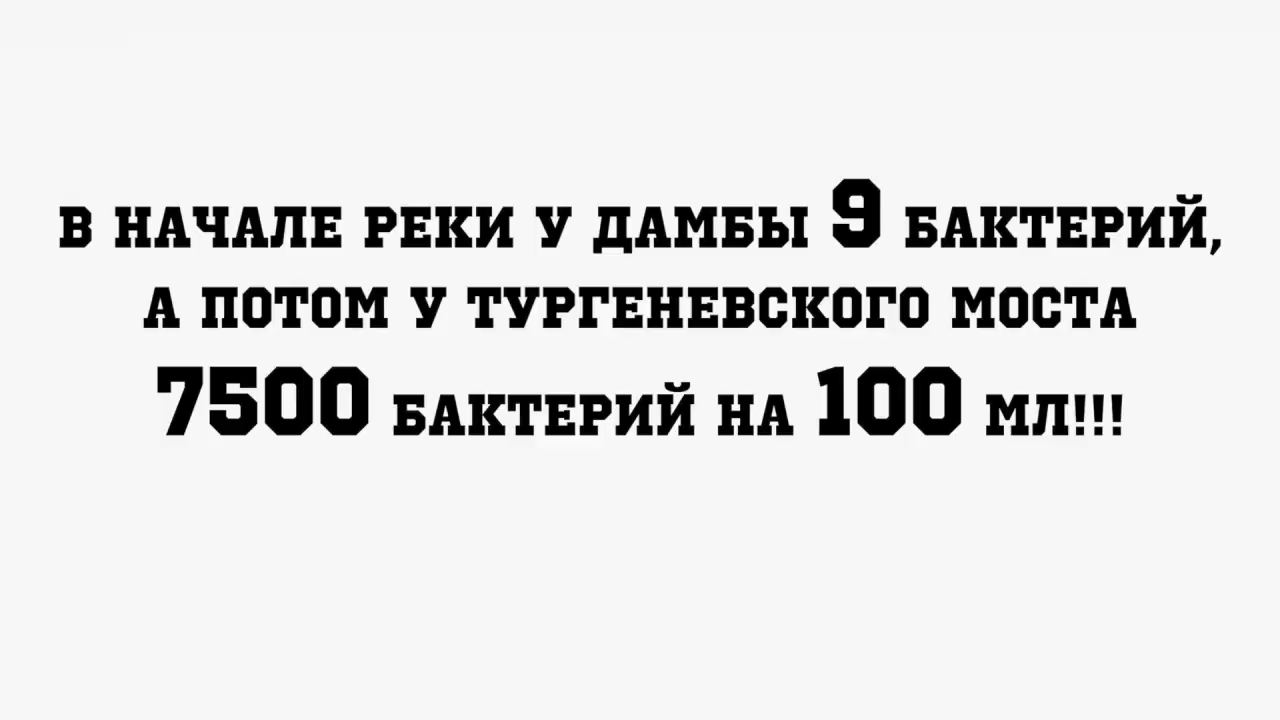 В НАЧАЛЕ РЕКИ У ДАМБЫ 9 БАКТЕРИЙ,
А ПОТОМ У ТУРГЕНЕВСКОГО МОСТА
7500 БАКТЕРИЙ НА 100 МЛ!!!